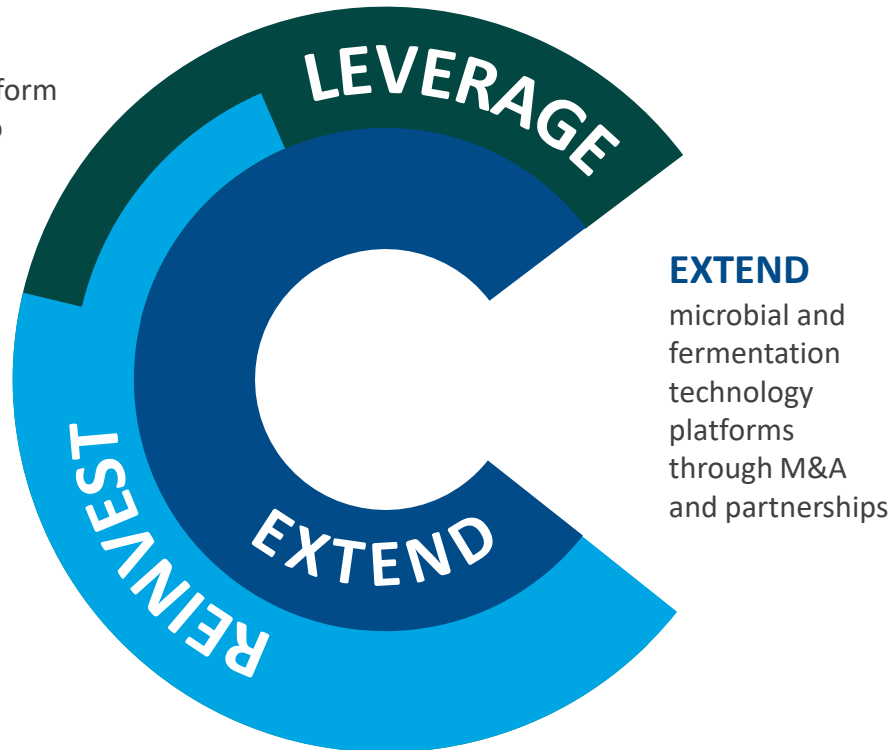 LEVERAGE
EXTEND
microbial and
fermentation
technology
platforms
through M&A
and partnerships
REINVEST
EXTEND